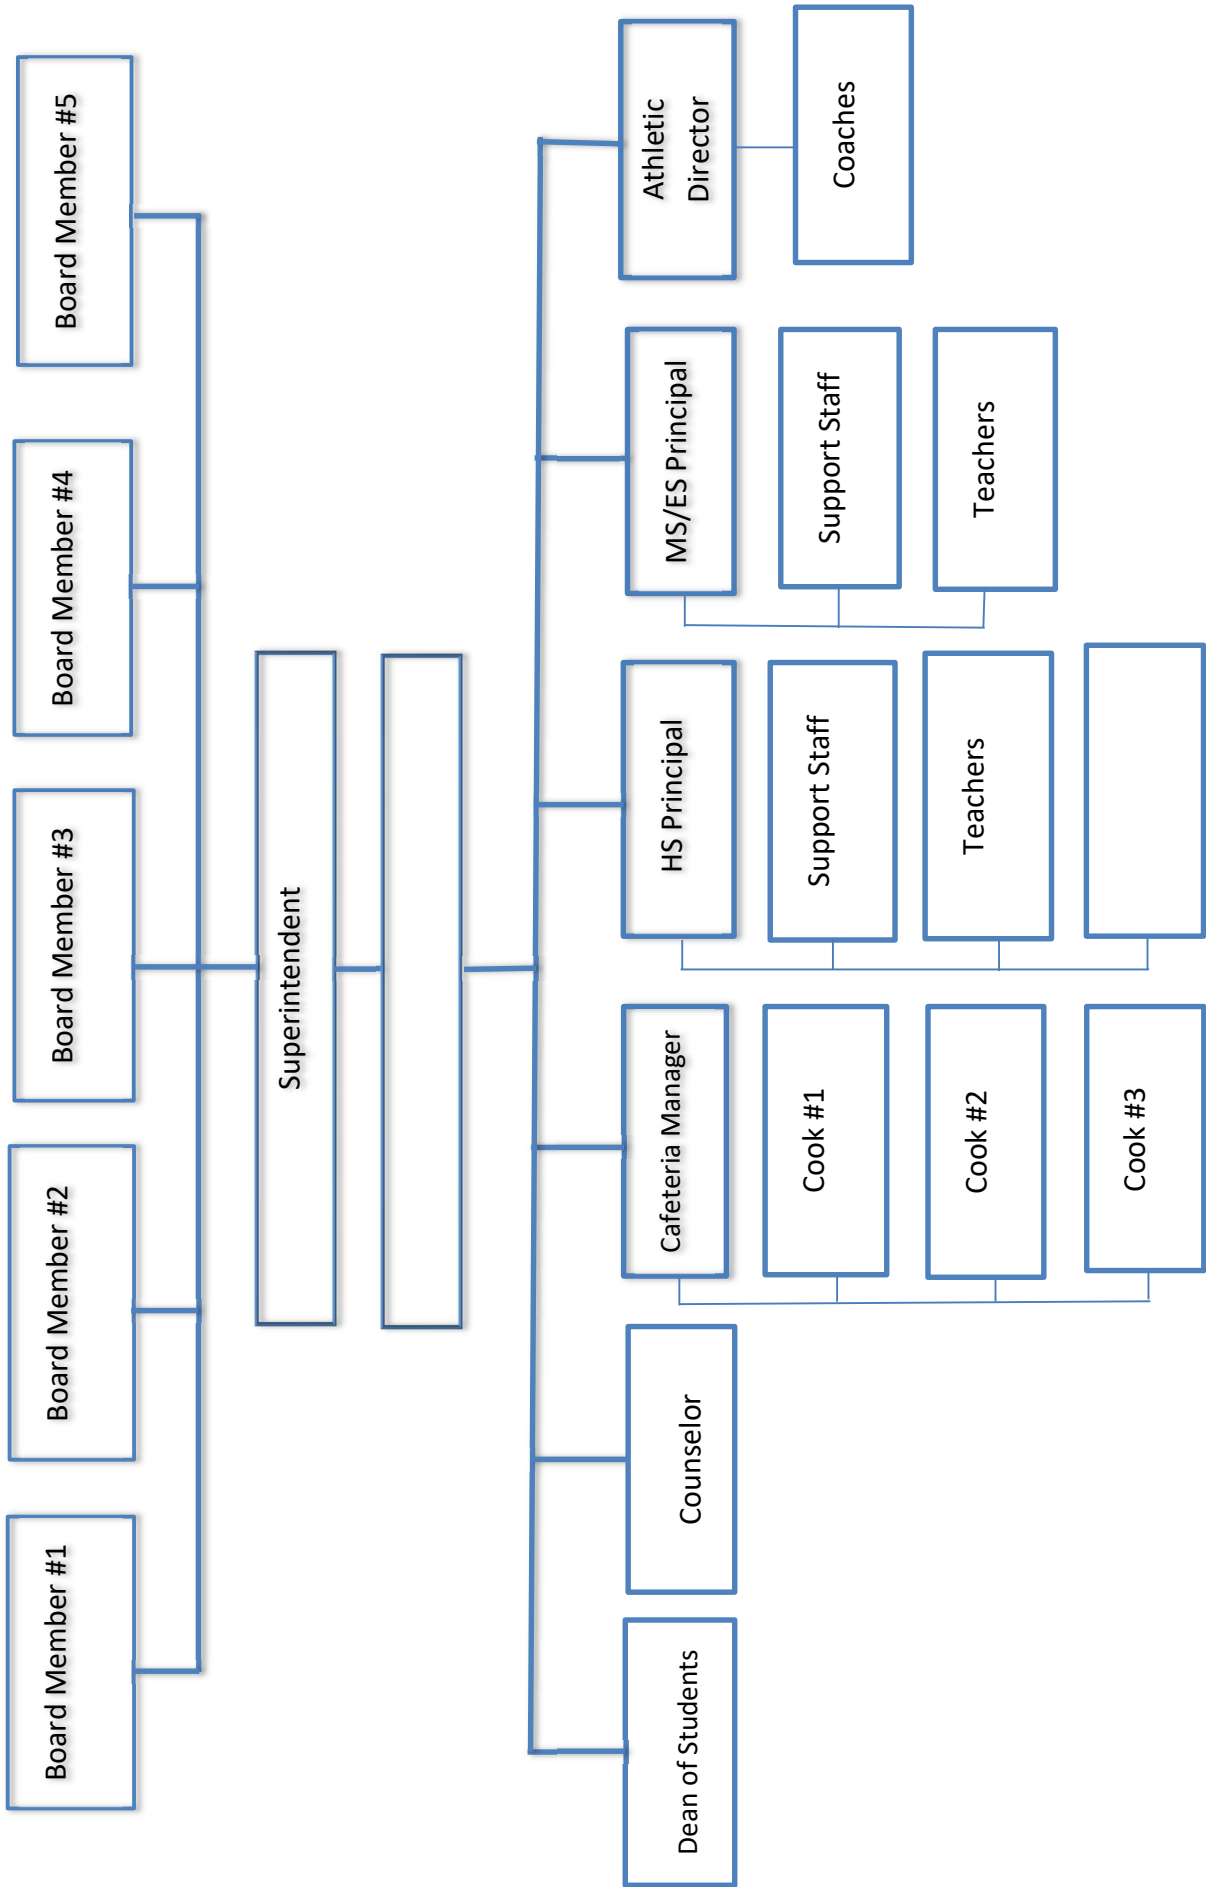 Board Member #1
Board Member #2
Board Member #3
Board Member #4
Board Member #5
Superintendent
Dean of Students
Counselor
Cafeteria Manager
HS Principal
MS/ES Principal
Athletic
Director
Cook #1
Support Staff
Support Staff
Coaches
Cook #2
Teachers
Teachers
Cook #3